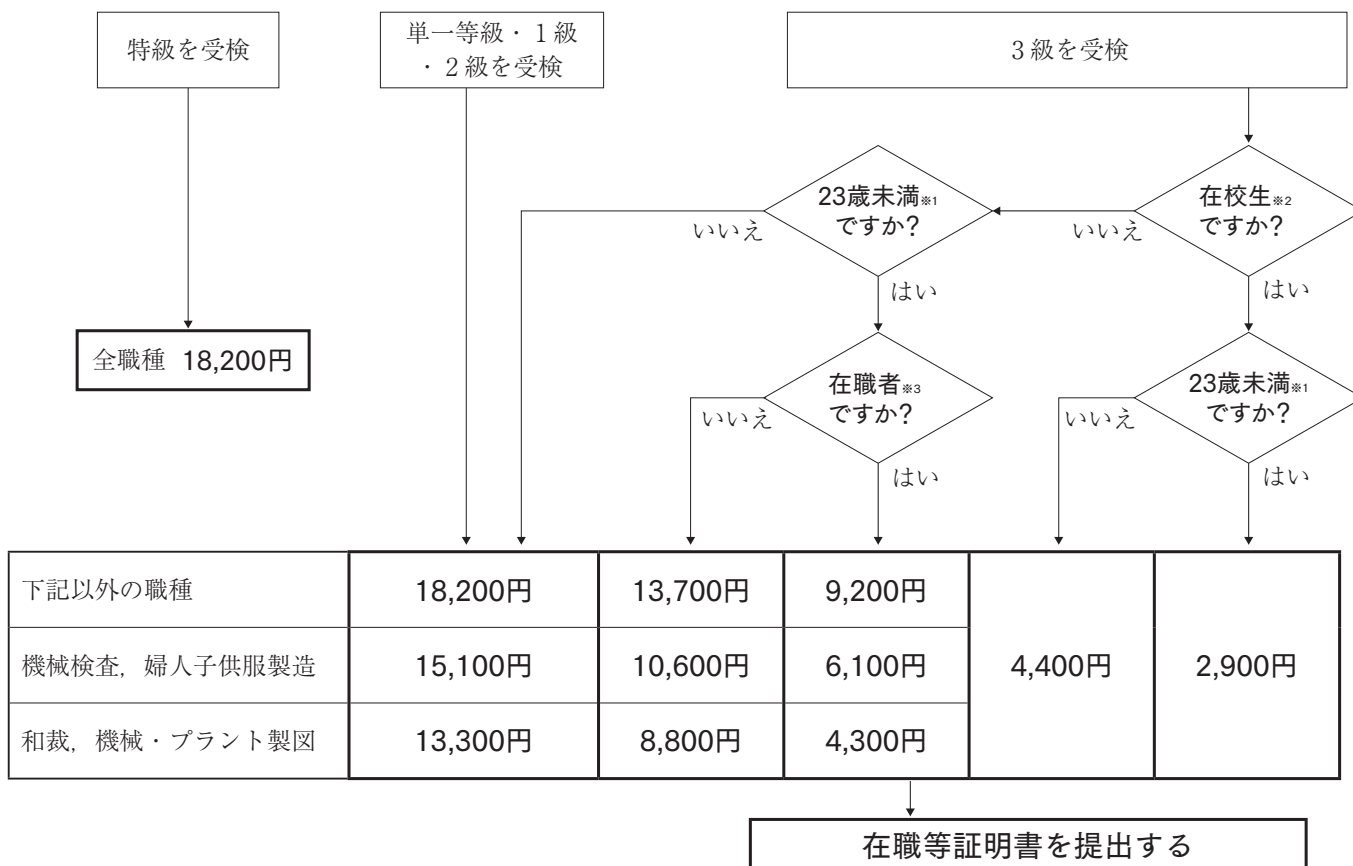 特級を受検
単一等級・1級
・2級を受検
3級を受検
23歳未満※1
ですか?
在校生※2
ですか?
いいえ
いいえ
はい
はい
全職種 18,200円
在職者※3
ですか?
23歳未満※1
ですか?
いいえ
いいえ
はい
はい
下記以外の職種 18,200円 13,700円 9,200円
機械検査,婦人子供服製造 15,100円 10,600円 6,100円 4,400円 2,900円
和裁,機械・プラント製図 13,300円 8,800円 4,300円
在職等証明書を提出する